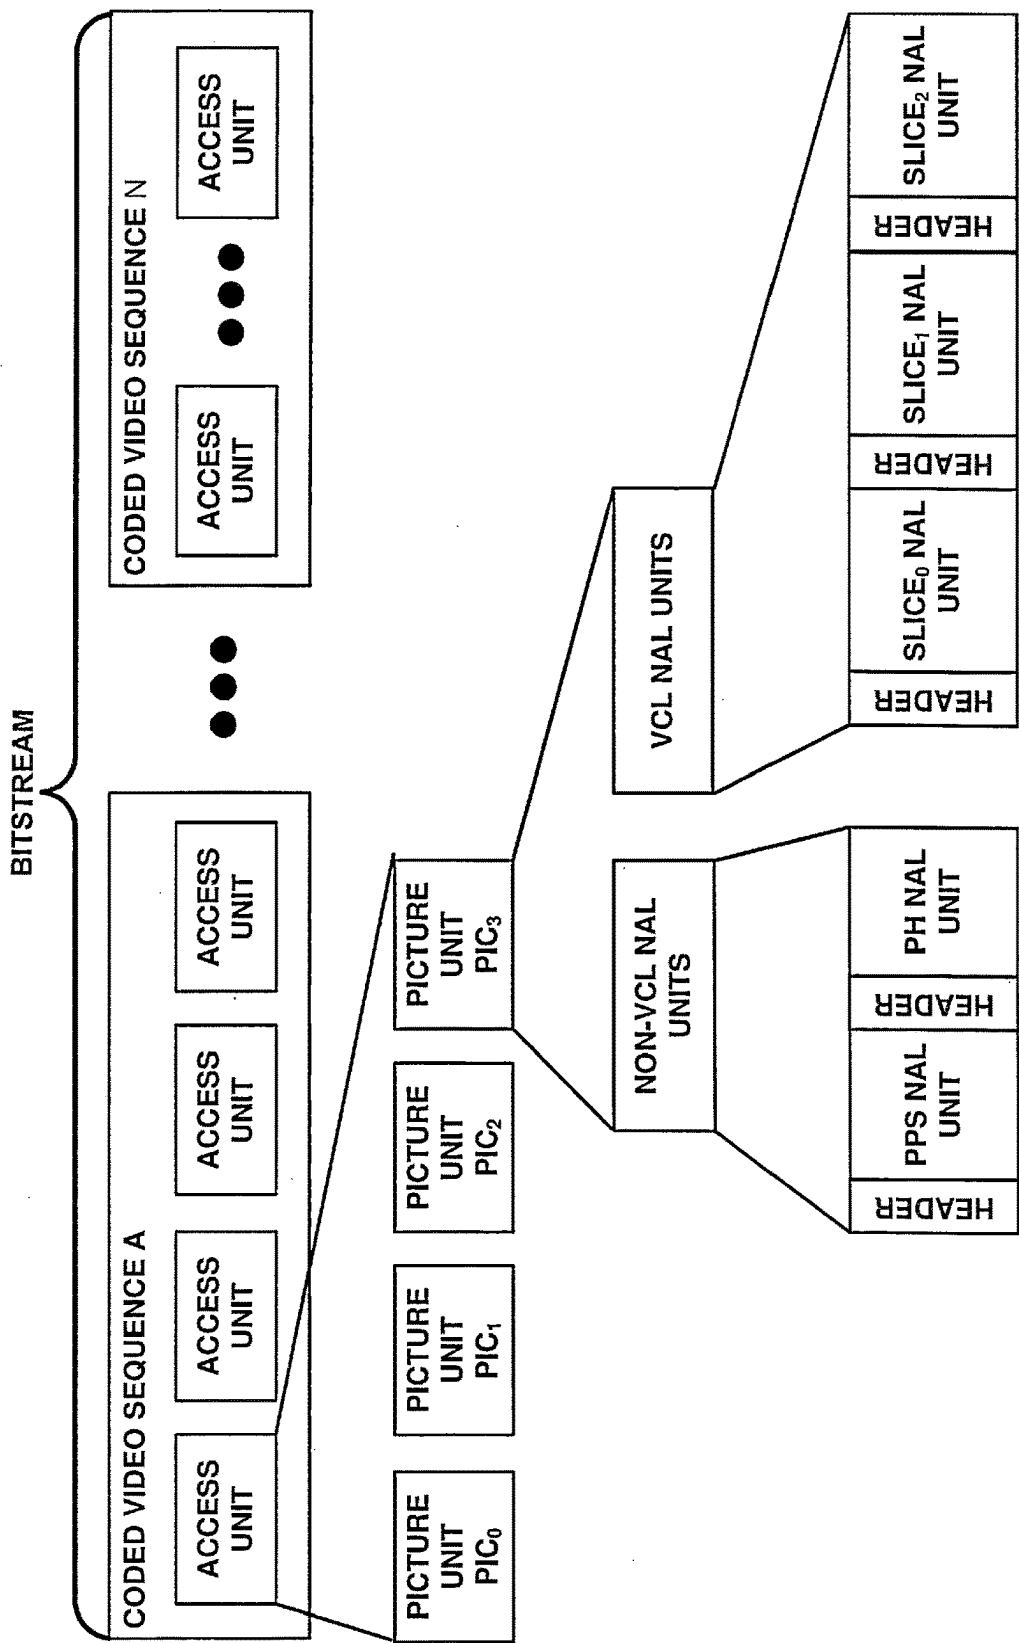 BITSTREAM
CODED VIDEO SEQUENCE A
ACCESS
UNIT
ACCESS
UNIT
ACCESS
UNIT
ACCESS
UNIT
CODED VIDEO SEQUENCE N
ACCESS
UNIT
ACCESS
UNIT
PICTURE
UNIT
PIC₀
PICTURE
UNIT
PIC₁
PICTURE
UNIT
PIC₂
PICTURE
UNIT
PIC₃
NON-VCL NAL
UNITS
VCL NAL UNITS
HEADER
PPS NAL
UNIT
HEADER
PH NAL
UNIT
HEADER
SLICE₀ NAL
UNIT
HEADER
SLICE₁ NAL
UNIT
HEADER
SLICE₂ NAL
UNIT